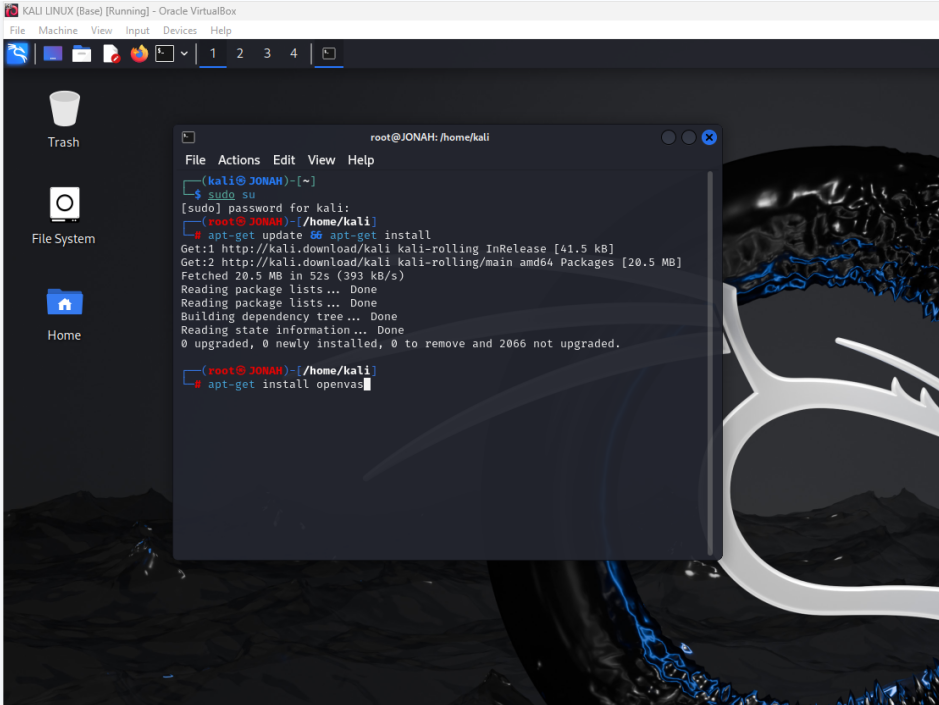 KALI LINUX (Base) [Running] - Oracle VirtualBox
File Machine View Input Devices Help
1 2 3 4
Trash
File System
Home
root@JONAH: /home/kali
File Actions Edit View Help
┌──(kali㉿JONAH)-[~]
└─$ sudo su
[sudo] password for kali:
┌──(root㉿JONAH)-[/home/kali]
└─# apt-get update && apt-get install
Get:1 http://kali.download/kali kali-rolling InRelease [41.5 kB]
Get:2 http://kali.download/kali kali-rolling/main amd64 Packages [20.5 MB]
Fetched 20.5 MB in 52s (393 kB/s)
Reading package lists... Done
Reading package lists... Done
Building dependency tree... Done
Reading state information... Done
0 upgraded, 0 newly installed, 0 to remove and 2066 not upgraded.
┌──(root㉿JONAH)-[/home/kali]
└─# apt-get install openvas